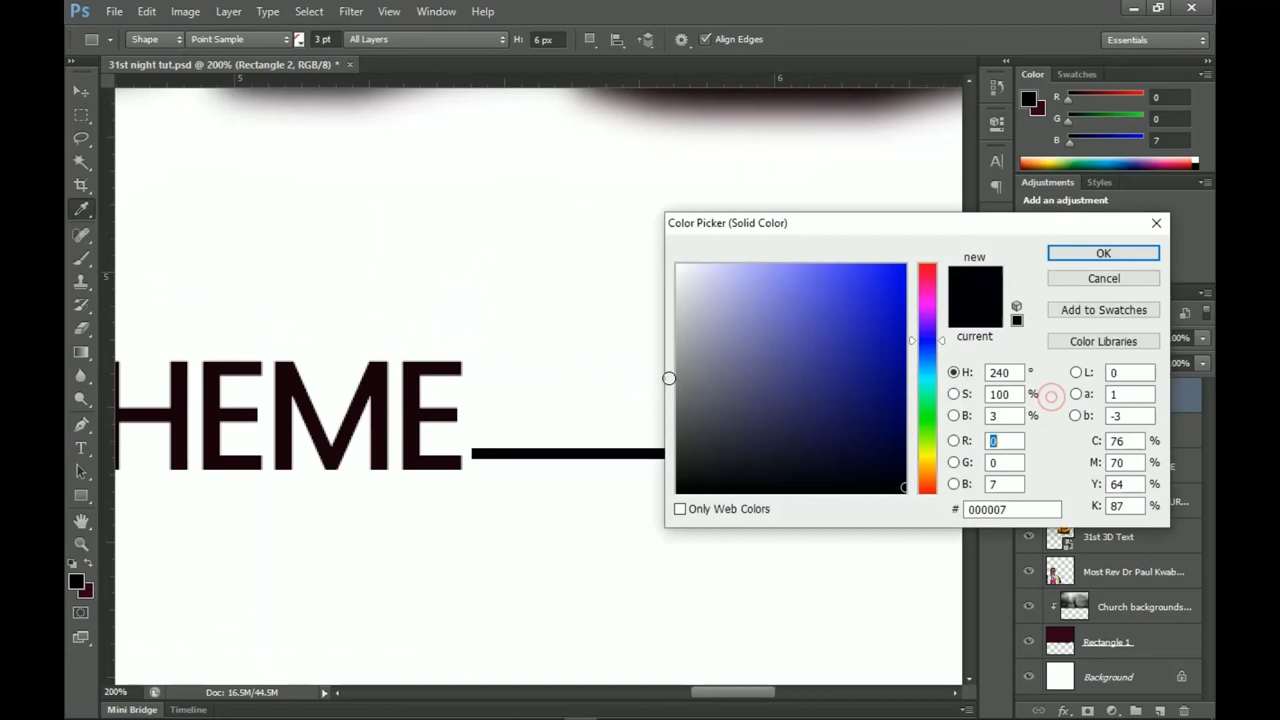 Ps File Edit Image Layer Type Select Filter View Window Help
Shape Point Sample 3 pt All Layers H: 6 px Align Edges Essentials
31st night tut.psd @ 200% (Rectangle 2, RGB/8) *
5 6
5
Color Swatches
R 0
G 0
B 7
Adjustments Styles
Add an adjustment
HEME
Color Picker (Solid Color)
new
current
OK
Cancel
Add to Swatches
Color Libraries
H: 240 ° L: 0
S: 100 % a: 1
B: 3 % b: -3
R: 0 C: 76 %
G: 0 M: 70 %
B: 7 Y: 64 %
# 000007 K: 87 %
Only Web Colors
31st 3D Text
Most Rev Dr Paul Kwab...
Church backgrounds...
Rectangle 1
Background
200% Doc: 16.5M/44.5M
Mini Bridge Timeline